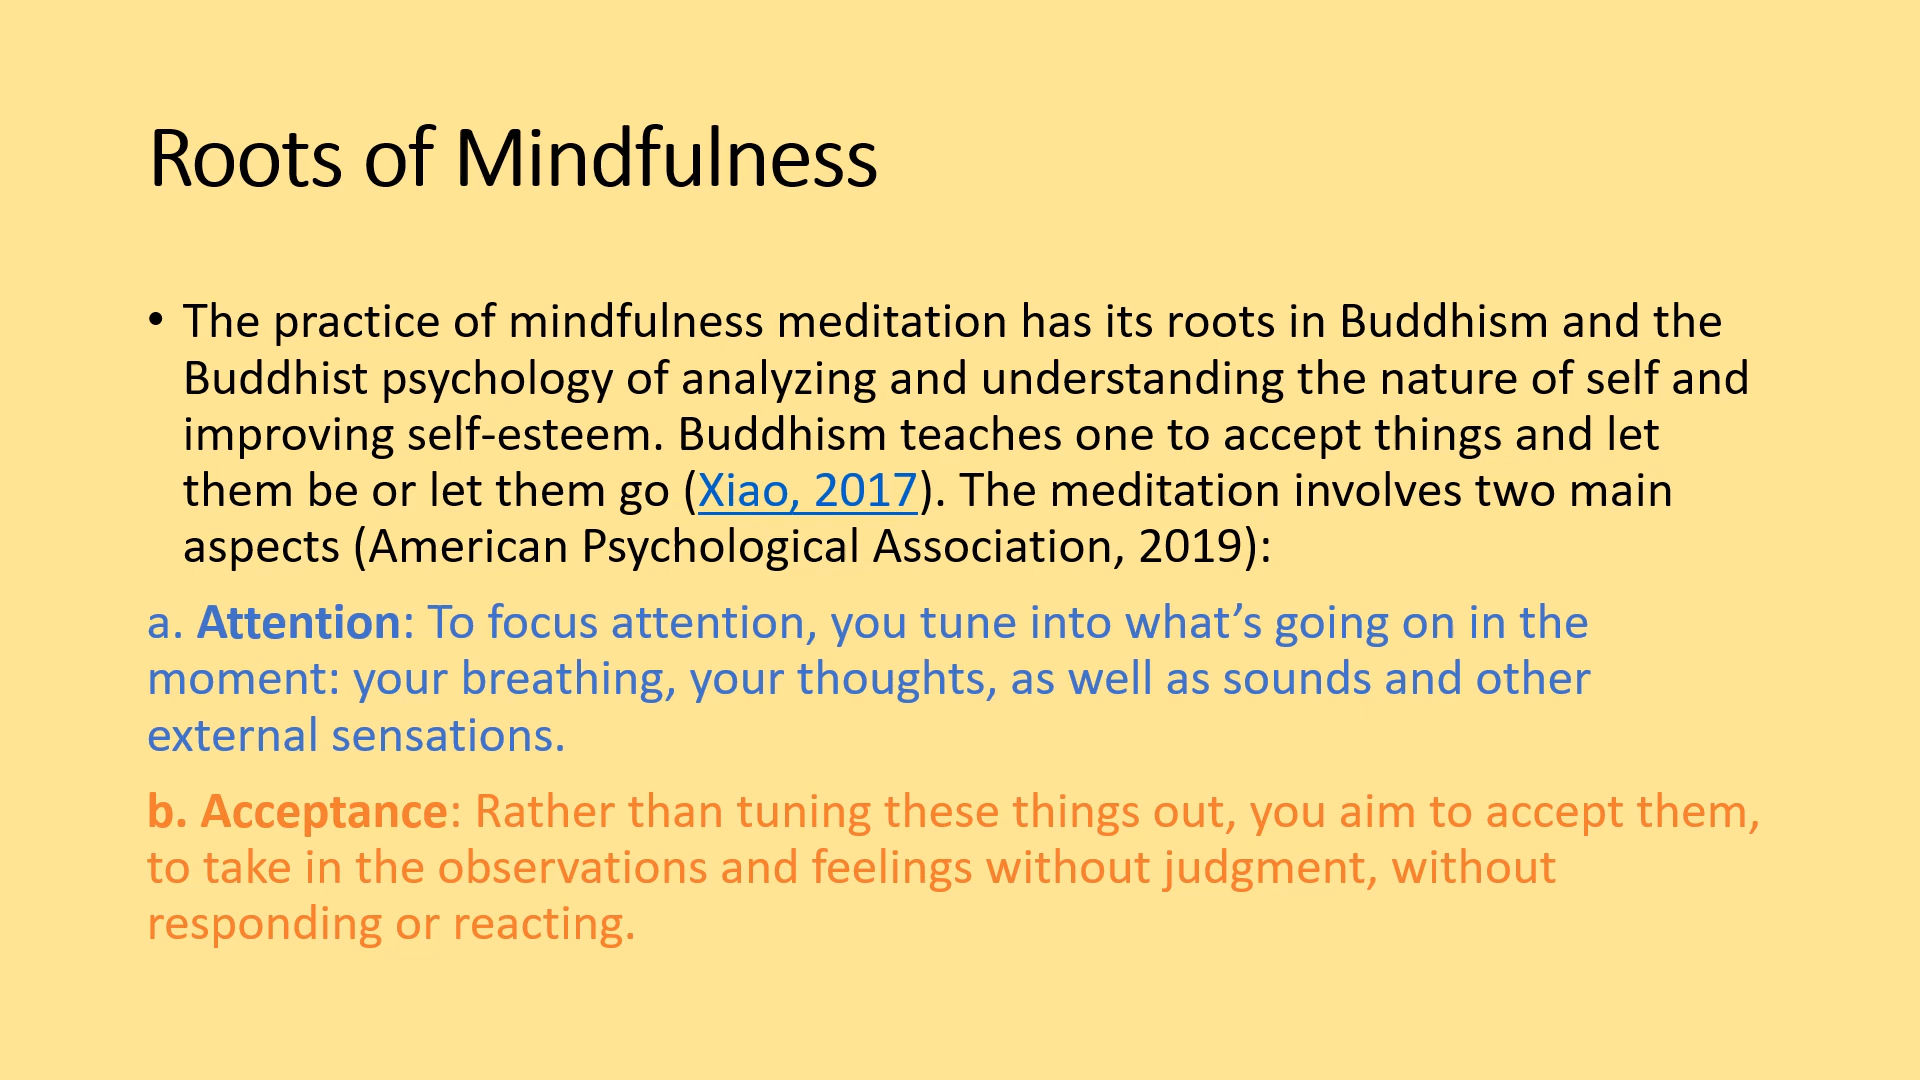 Roots of Mindfulness
• The practice of mindfulness meditation has its roots in Buddhism and the
Buddhist psychology of analyzing and understanding the nature of self and
improving self-esteem. Buddhism teaches one to accept things and let
them be or let them go (Xiao, 2017). The meditation involves two main
aspects (American Psychological Association, 2019):
a. Attention: To focus attention, you tune into what’s going on in the
moment: your breathing, your thoughts, as well as sounds and other
external sensations.
b. Acceptance: Rather than tuning these things out, you aim to accept them,
to take in the observations and feelings without judgment, without
responding or reacting.